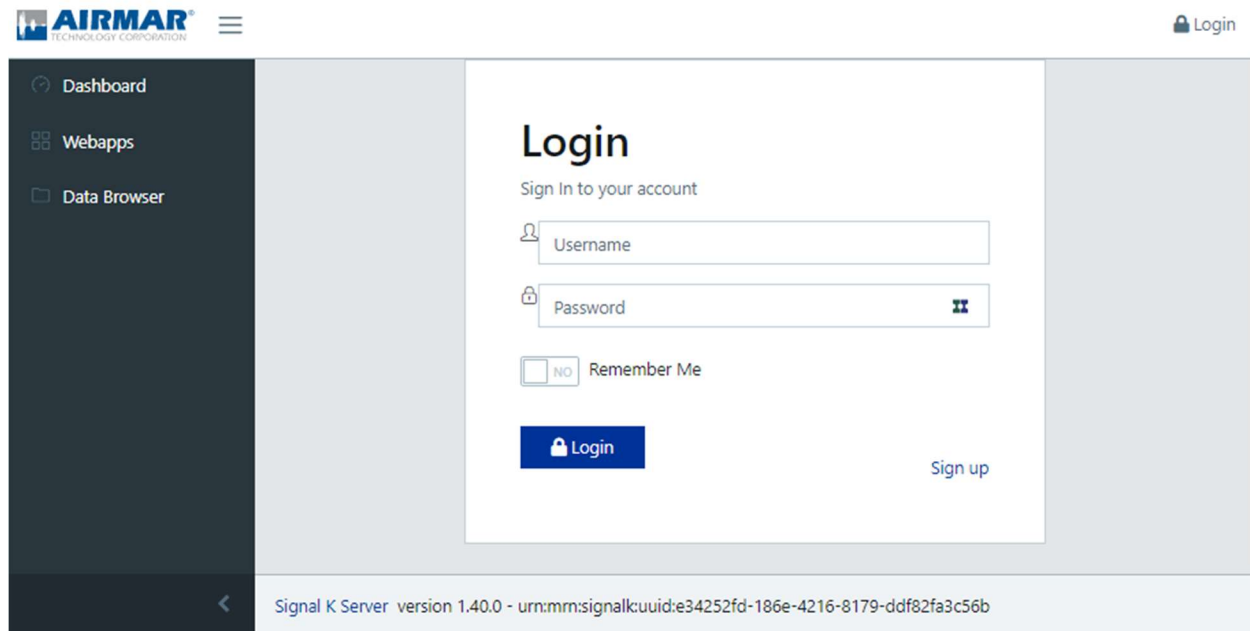 AIRMAR®
TECHNOLOGY CORPORATION
Login
Dashboard
Webapps
Data Browser
Login
Sign In to your account
Username
Password
NO Remember Me
Login
Sign up
Signal K Server version 1.40.0 - urn:mrn:signalk:uuid:e34252fd-186e-4216-8179-ddf82fa3c56b